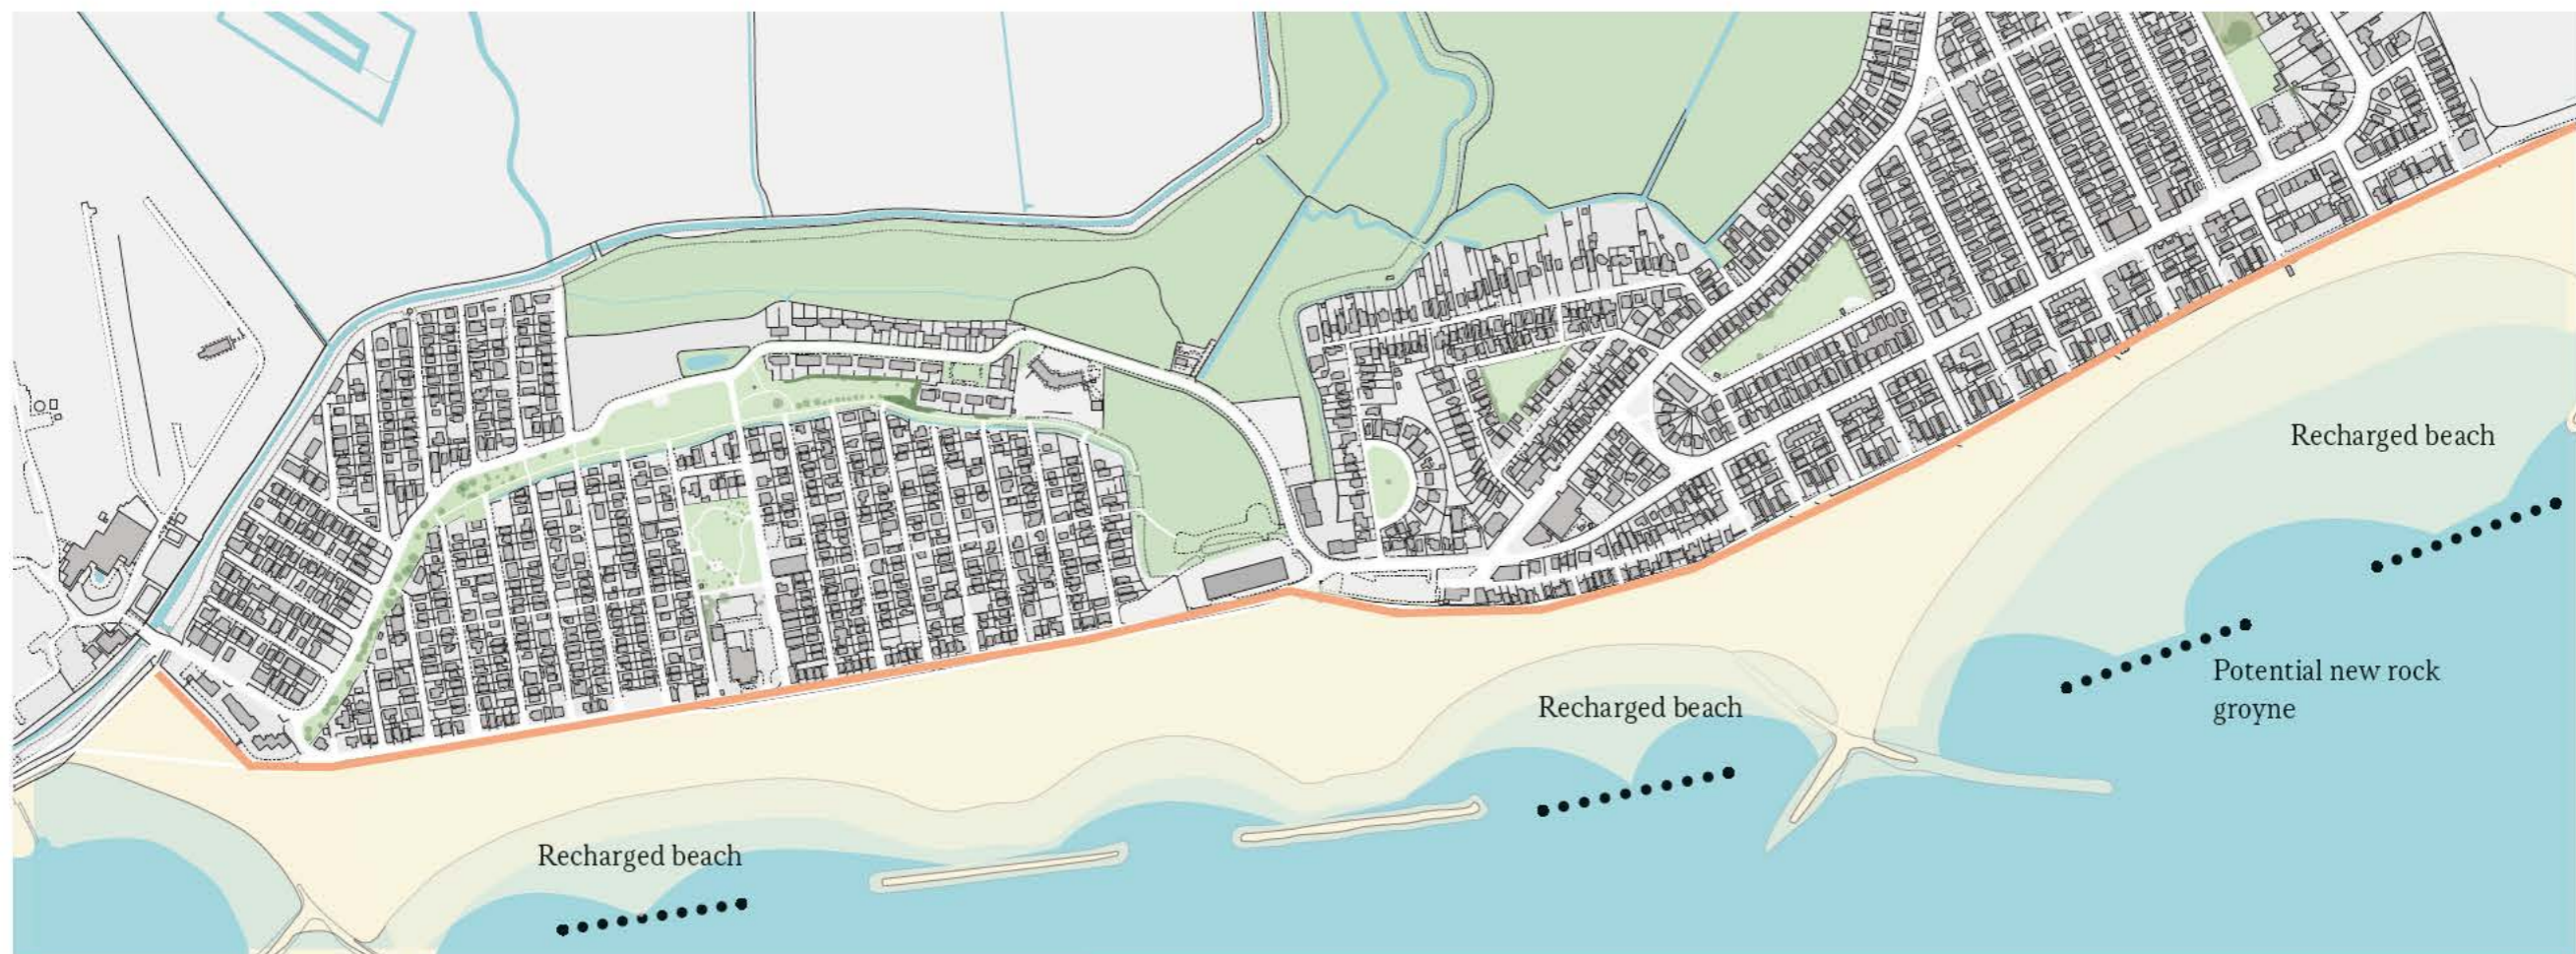 Recharged beach
Potential new rock
groyne
Recharged beach
Recharged beach